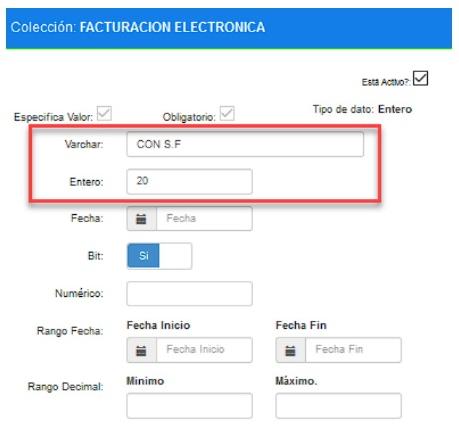 Colección: FACTURACION ELECTRONICA
Está Activo?:
Especifica Valor: Obligatorio: Tipo de dato: Entero
Varchar: CON S.F
Entero: 20
Fecha: Fecha
Bit: Si
Numérico:
Rango Fecha: Fecha Inicio Fecha Fin
Fecha Inicio Fecha Fin
Rango Decimal: Minimo Máximo.